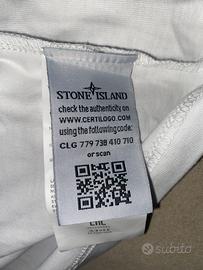 STONE ISLAND
check the authenticity on
www.CERTILOGO.com
using the following code:
CLG 779 738 410 710
or scan
EAC
subito